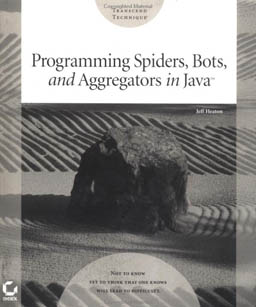 Copyrighted Material
TRANSCEND
TECHNIQUE
Programming Spiders, Bots,
and Aggregators in Java™
Jeff Heaton
NOT TO KNOW
YET TO THINK THAT ONE KNOWS
WILL LEAD TO DIFFICULTY.
SYBEX